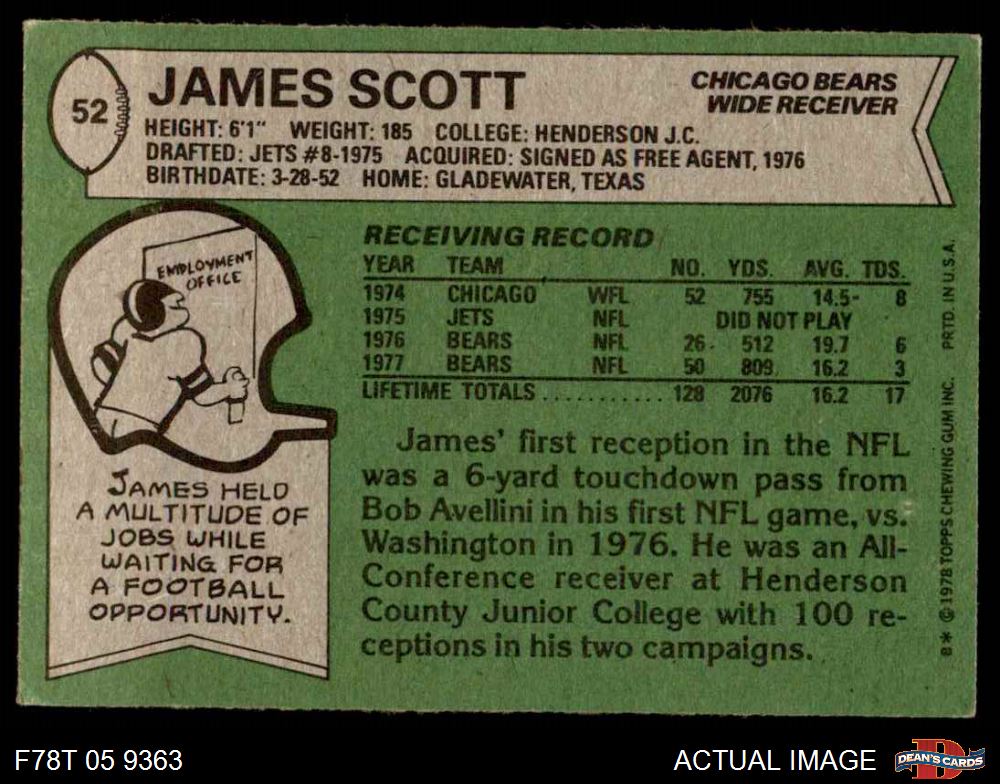 52
JAMES SCOTT
CHICAGO BEARS
WIDE RECEIVER
HEIGHT: 6'1" WEIGHT: 185 COLLEGE: HENDERSON J.C.
DRAFTED: JETS #8-1975 ACQUIRED: SIGNED AS FREE AGENT, 1976
BIRTHDATE: 3-28-52 HOME: GLADEWATER, TEXAS
EMPLOYMENT
OFFICE
JAMES HELD
A MULTITUDE OF
JOBS WHILE
WAITING FOR
A FOOTBALL
OPPORTUNITY.
RECEIVING RECORD
YEAR TEAM NO. YDS. AVG. TDS.
1974 CHICAGO WFL 52 755 14.5- 8
1975 JETS NFL DID NOT PLAY
1976 BEARS NFL 26 512 19.7 6
1977 BEARS NFL 50 809 16.2 3
LIFETIME TOTALS........... 128 2076 16.2 17
James' first reception in the NFL
was a 6-yard touchdown pass from
Bob Avellini in his first NFL game, vs.
Washington in 1976. He was an All-
Conference receiver at Henderson
County Junior College with 100 re-
ceptions in his two campaigns.
8* © 1978 TOPPS CHEWING GUM INC. PRTD. IN U.S.A.
F78T 05 9363
ACTUAL IMAGE
DEAN'S CARDS